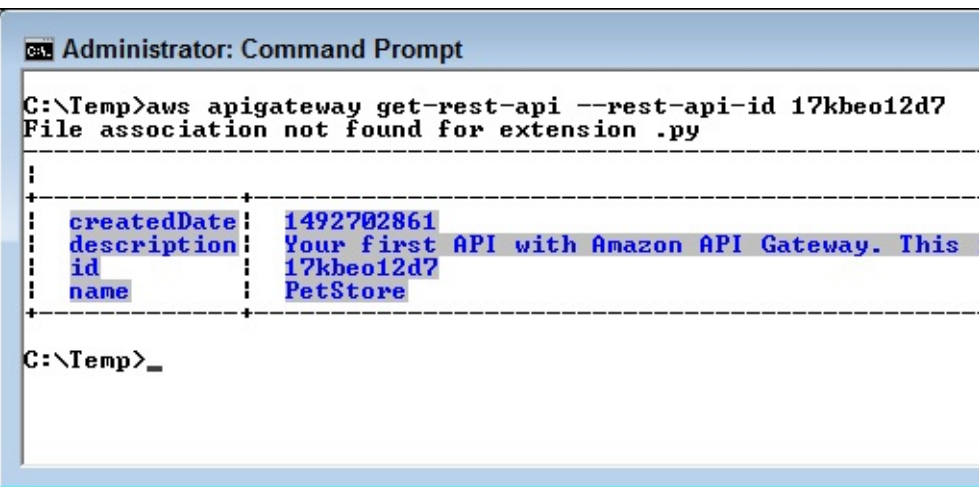 Administrator: Command Prompt
C:\Temp>aws apigateway get-rest-api --rest-api-id 17kbeo12d7
File association not found for extension .py
createdDate 1492702861
description Your first API with Amazon API Gateway. This
id 17kbeo12d7
name PetStore
C:\Temp>_